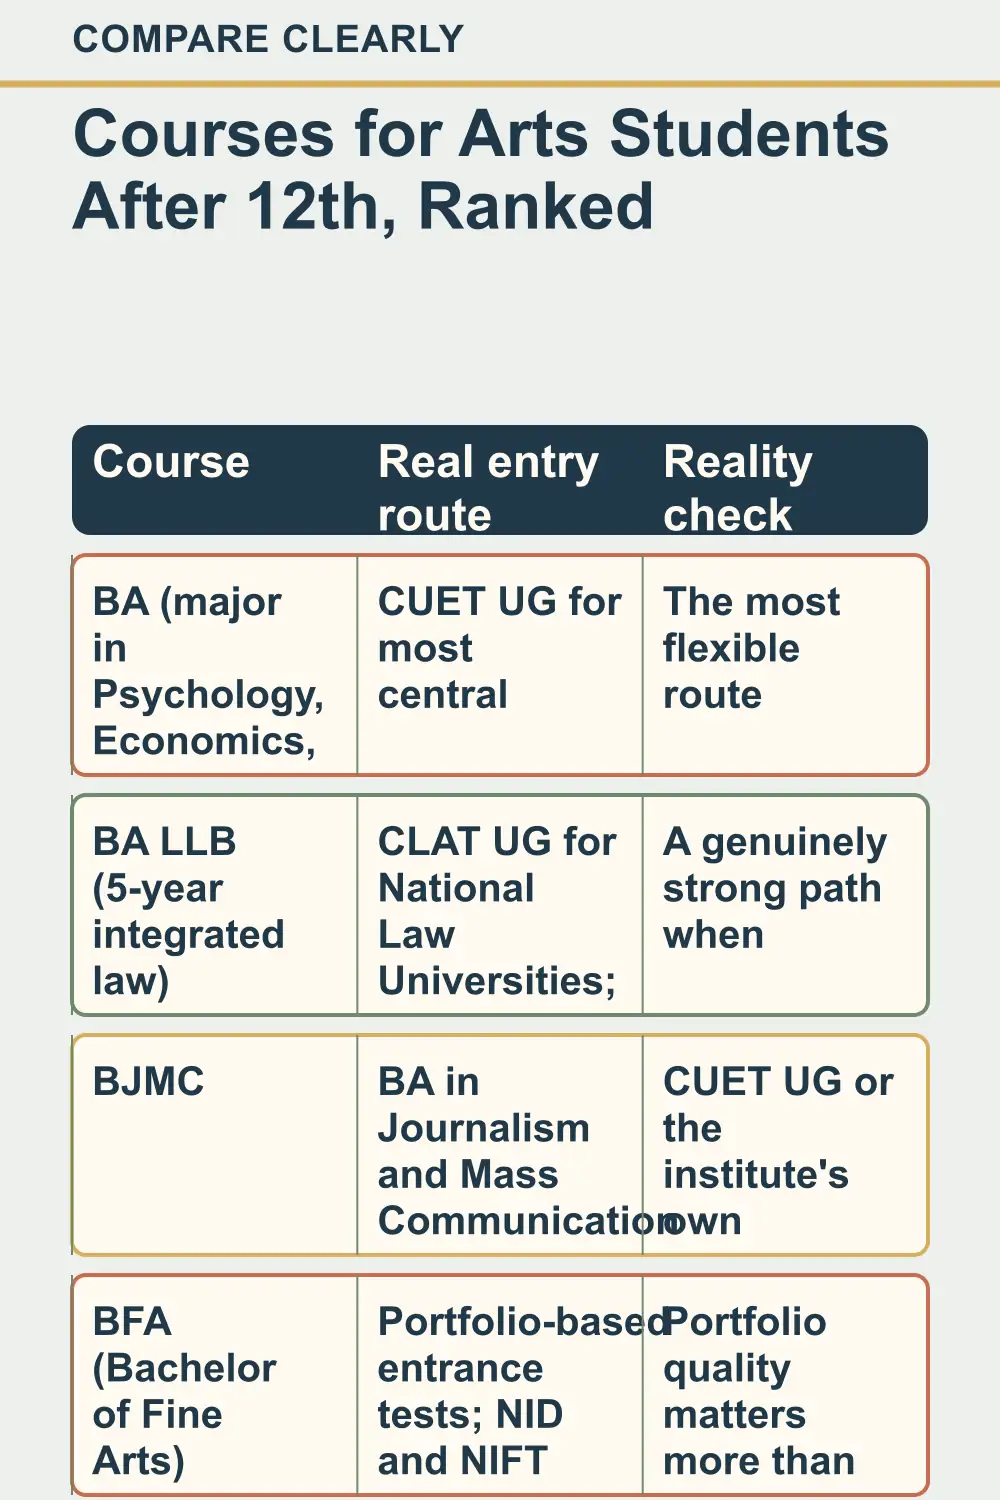 COMPARE CLEARLY
Courses for Arts Students
After 12th, Ranked
Course
Real entry
route
Reality
check
BA (major
in
Psychology,
Economics,
CUET UG for
most
central
The most
flexible
route
BA LLB
(5-year
integrated
law)
CLAT UG for
National
Law
Universities;
A genuinely
strong path
when
BJMC
BA in
Journalism
and Mass
Communication
CUET UG or
the
institute's
own
BFA
(Bachelor
of Fine
Arts)
Portfolio-based
entrance
tests; NID
and NIFT
Portfolio
quality
matters
more than